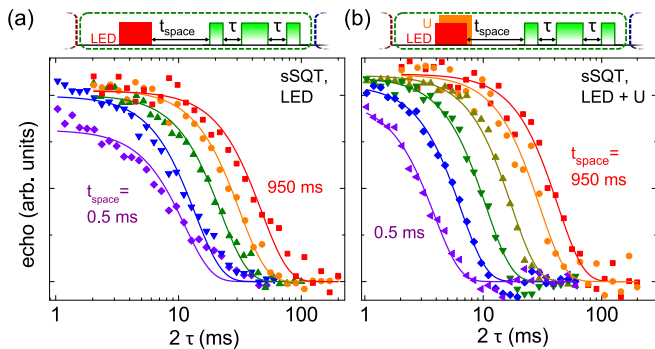 (a)
LED
t_space
τ
τ
sSQT,
LED
t_space=
0.5 ms
950 ms
echo (arb. units)
1
10
100
2 τ (ms)
(b)
U
LED
t_space
τ
τ
sSQT,
LED + U
t_space=
950 ms
0.5 ms
1
10
100
2 τ (ms)